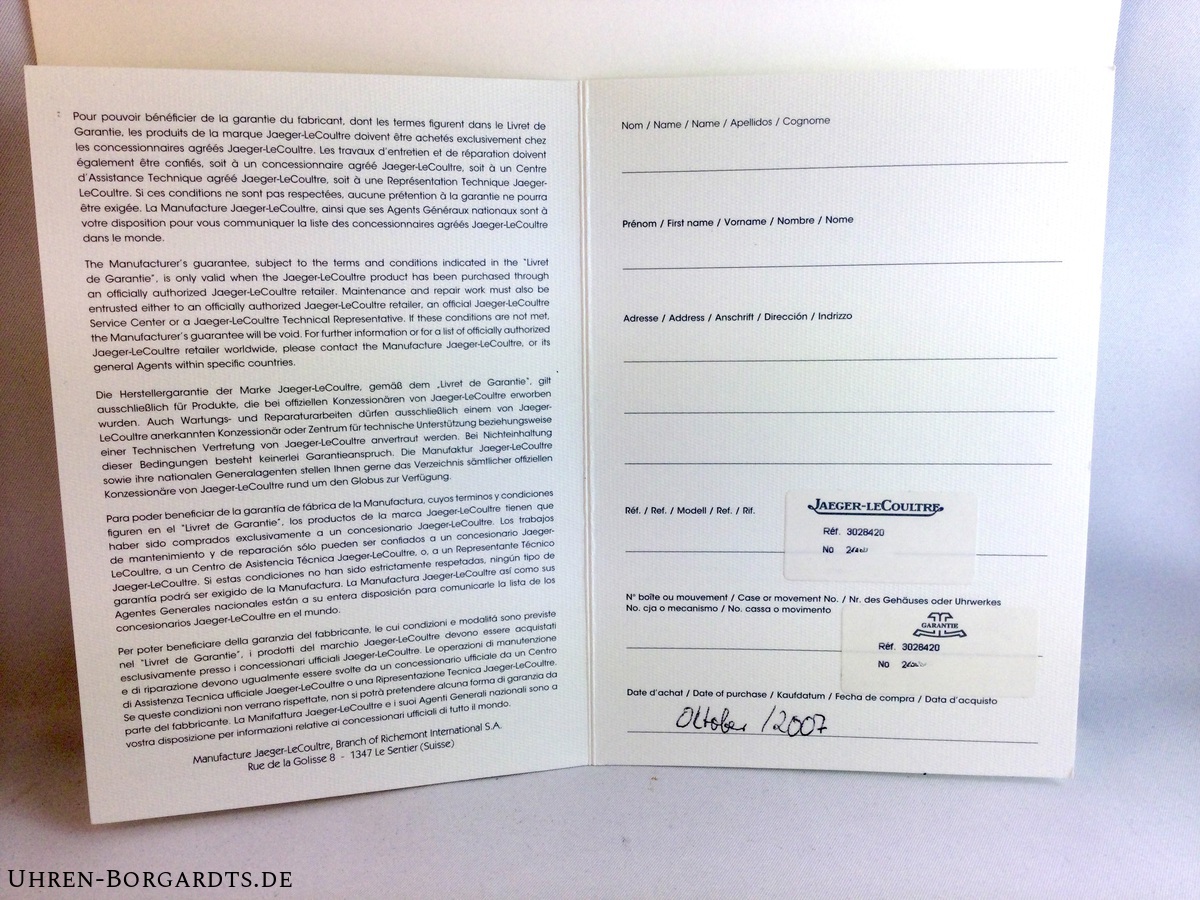 Pour pouvoir bénéficier de la garantie du fabricant, dont les termes figurent dans le Livret de
Garantie, les produits de la marque Jaeger-LeCoultre doivent être achetés exclusivement chez
les concessionnaires agréés Jaeger-LeCoultre. Les travaux d'entretien et de réparation doivent
également être confiés, soit à un concessionnaire agréé Jaeger-LeCoultre, soit à un Centre
d'Assistance Technique agréé Jaeger-LeCoultre, soit à une Représentation Technique Jaeger-
LeCoultre. Si ces conditions ne sont pas respectées, aucune prétention à la garantie ne pourra
être exigée. La Manufacture Jaeger-LeCoultre, ainsi que ses Agents Généraux nationaux sont à
votre disposition pour vous communiquer la liste des concessionnaires agréés Jaeger-LeCoultre
dans le monde.
The Manufacturer's guarantee, subject to the terms and conditions indicated in the "Livret
de Garantie", is only valid when the Jaeger-LeCoultre product has been purchased through
an officially authorized Jaeger-LeCoultre retailer. Maintenance and repair work must also be
entrusted either to an officially authorized Jaeger-LeCoultre retailer, an official Jaeger-LeCoultre
Service Center or a Jaeger-LeCoultre Technical Representative. If these conditions are not met,
the Manufacturer's guarantee will be void. For further information or for a list of officially authorized
Jaeger-LeCoultre retailer worldwide, please contact the Manufacture Jaeger-LeCoultre, or its
general Agents within specific countries.
Die Herstellergarantie der Marke Jaeger-LeCoultre, gemäß dem „Livret de Garantie", gilt
ausschließlich für Produkte, die bei offiziellen Konzessionären von Jaeger-LeCoultre erworben
wurden. Auch Wartungs- und Reparaturarbeiten dürfen ausschließlich einem von Jaeger-
LeCoultre anerkannten Konzessionär oder Zentrum für technische Unterstützung beziehungsweise
einer Technischen Vertretung von Jaeger-LeCoultre anvertraut werden. Bei Nichteinhaltung
dieser Bedingungen besteht keinerlei Garantieanspruch. Die Manufaktur Jaeger-LeCoultre
sowie ihre nationalen Generalagenten stellen Ihnen gerne das Verzeichnis sämtlicher offiziellen
Konzessionäre von Jaeger-LeCoultre rund um den Globus zur Verfügung.
Para poder beneficiar de la garantía de fábrica de la Manufactura, cuyos terminos y condiciones
figuren en el "Livret de Garantie", los productos de la marca Jaeger-LeCoultre tienen que
haber sido comprados exclusivamente a un concesionario Jaeger-LeCoultre. Los trabajos
de mantenimiento y de reparación sólo pueden ser confiados a un concesionario Jaeger-
LeCoultre, a un Centro de Asistencia Técnica Jaeger-LeCoultre, o, a un Representante Técnico
Jaeger-LeCoultre. Si estas condiciones no han sido estrictamente respetadas, ningún tipo de
garantía podrá ser exigido de la Manufactura. La Manufactura Jaeger-LeCoultre así como sus
Agentes Generales nacionales están a su entera disposición para comunicarle la lista de los
concesionarios Jaeger-LeCoultre en el mundo.
Per poter beneficiare della garanzia del fabbricante, le cui condizioni e modalità sono previste
nel "Livret de Garantie", i prodotti del marchio Jaeger-LeCoultre devono essere acquistati
esclusivamente presso i concessionari ufficiali Jaeger-LeCoultre. Le operazioni di manutenzione
e di riparazione devono ugualmente essere svolte da un concessionario ufficiale da un Centro
di Assistenza Tecnica ufficiale Jaeger-LeCoultre o una Ripresentazione Tecnica Jaeger-LeCoultre.
Se queste condizioni non verrano rispettate, non si potrà pretendere alcuna forma di garanzia da
parte del fabbricante. La Manifattura Jaeger-LeCoultre e i suoi Agenti Generali nazionali sono a
vostra disposizione per informazioni relative ai concessionari ufficiali di tutto il mondo.
Manufacture Jaeger-LeCoultre, Branch of Richemont International S.A.
Rue de la Golisse 8 - 1347 Le Sentier (Suisse)
Nom / Name / Name / Apellidos / Cognome
Prénom / First name / Vorname / Nombre / Nome
Adresse / Address / Anschrift / Dirección / Indrizzo
Réf. / Ref. / Modell / Ref. / Rif.
JAEGER-LECOULTRE
Réf. 3028420
No
N° boîte ou mouvement / Case or movement No. / Nr. des Gehäuses oder Uhrwerkes
No. cja o mecanismo / No. cassa o movimento
GARANTIE
Réf. 3028420
No
Date d'achat / Date of purchase / Kaufdatum / Fecha de compra / Data d'acquisto
Oktober / 2007
UHREN-BORGARDTS.DE